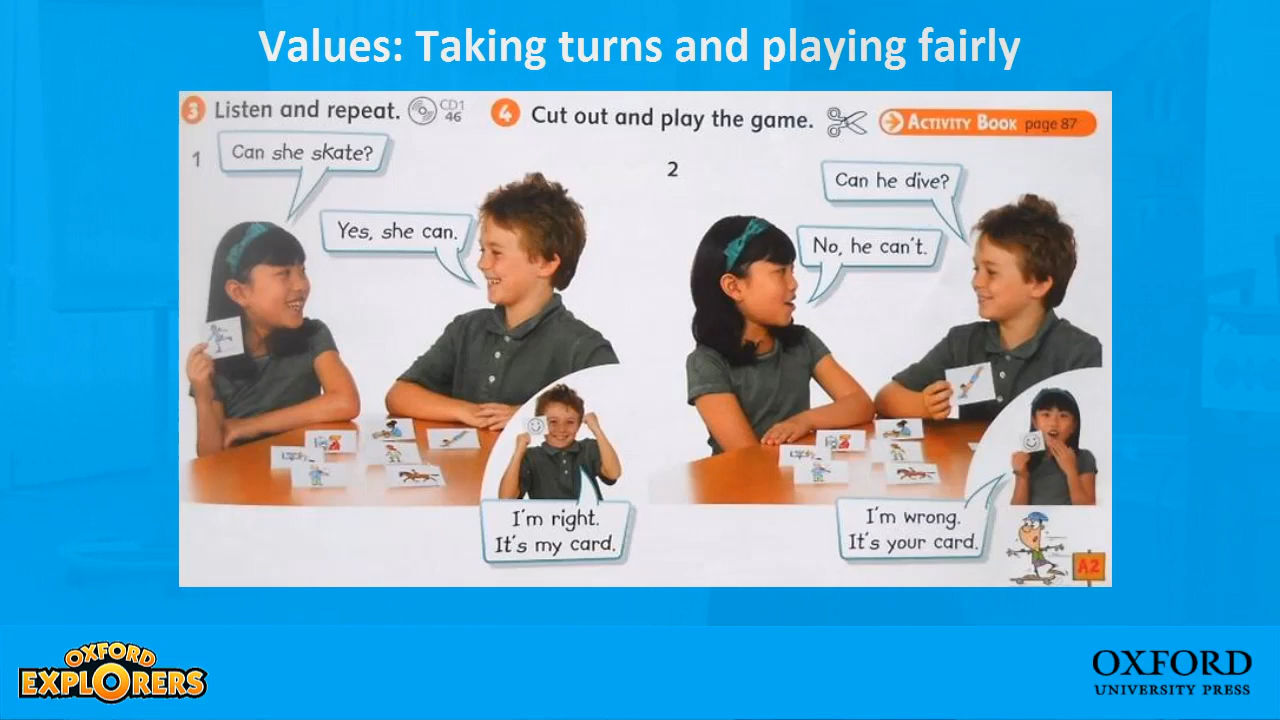 Values: Taking turns and playing fairly
3 Listen and repeat. CD1 46
4 Cut out and play the game. ACTIVITY BOOK page 87
1
Can she skate?
Yes, she can.
I'm right.
It's my card.
2
Can he dive?
No, he can't.
I'm wrong.
It's your card.
A2
OXFORD
EXPLORERS
OXFORD
UNIVERSITY PRESS